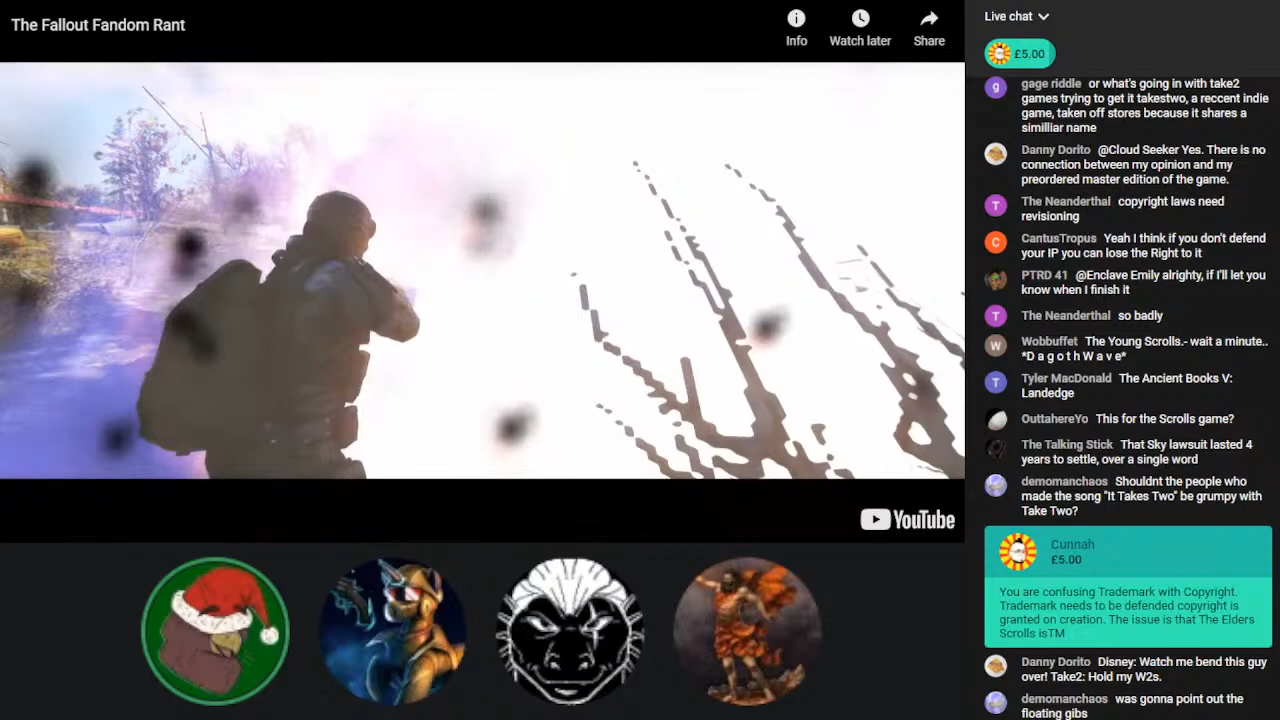 The Fallout Fandom Rant
Info
Watch later
Share
YouTube
Live chat
£5.00
gage riddle or what's going in with take2
games trying to get it takestwo, a reccent indie
game, taken off stores because it shares a
similliar name
Danny Dorito @Cloud Seeker Yes. There is no
connection between my opinion and my
preordered master edition of the game.
The Neanderthal copyright laws need
revisioning
CantusTropus Yeah I think if you don't defend
your IP you can lose the Right to it
PTRD 41 @Enclave Emily alrighty, if I'll let you
know when I finish it
The Neanderthal so badly
Wobbuffet The Young Scrolls.- wait a minute..
*D a g o t h W a v e*
Tyler MacDonald The Ancient Books V:
Landedge
OuttahereYo This for the Scrolls game?
The Talking Stick That Sky lawsuit lasted 4
years to settle, over a single word
demomanchaos Shouldnt the people who
made the song "It Takes Two" be grumpy with
Take Two?
Cunnah
£5.00
You are confusing Trademark with Copyright.
Trademark needs to be defended copyright is
granted on creation. The issue is that The Elders
Scrolls isTM
Danny Dorito Disney: Watch me bend this guy
over! Take2: Hold my W2s.
demomanchaos was gonna point out the
floating gibs